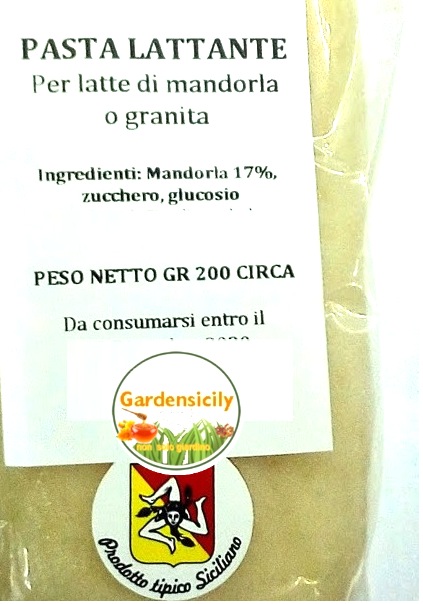 PASTA LATTANTE
Per latte di mandorla
o granita
Ingredienti: Mandorla 17%,
zucchero, glucosio
PESO NETTO GR 200 CIRCA
Da consumarsi entro il
Gardensicily
Prodotto tipico Siciliano